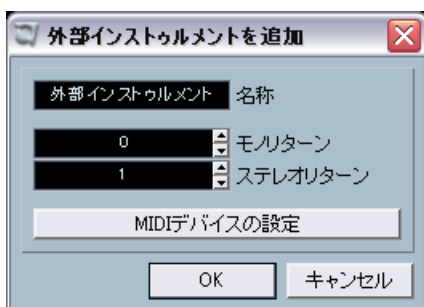 外部インストゥルメントを追加
外部インストゥルメント 名称
0 モノリターン
1 ステレオリターン
MIDIデバイスの設定
OK キャンセル